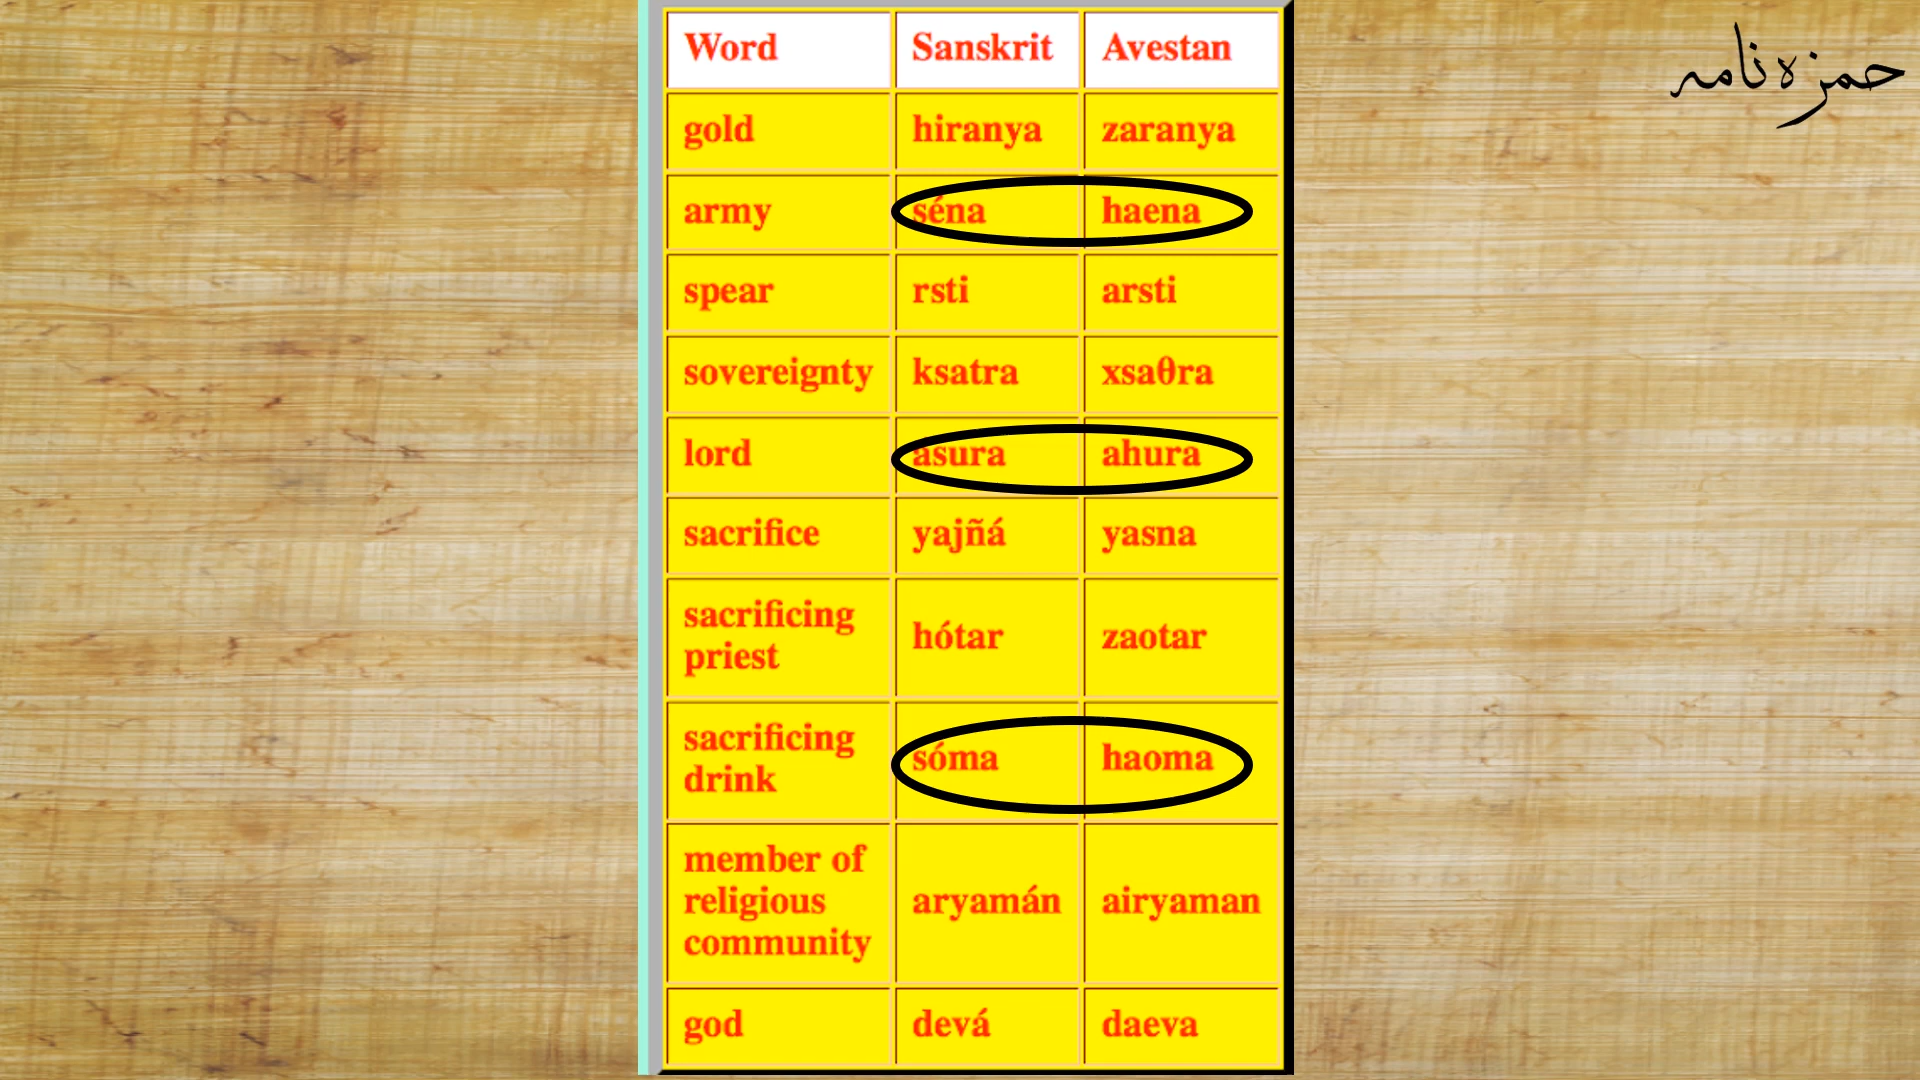 حمزہ نامہ
Word Sanskrit Avestan
gold hiranya zaranya
army séna haena
spear rsti arsti
sovereignty ksatra xsaθra
lord asura ahura
sacrifice yajñá yasna
sacrificing
priest
hótar zaotar
sacrificing
drink
sóma haoma
member of
religious
community
aryamán airyaman
god devá daeva